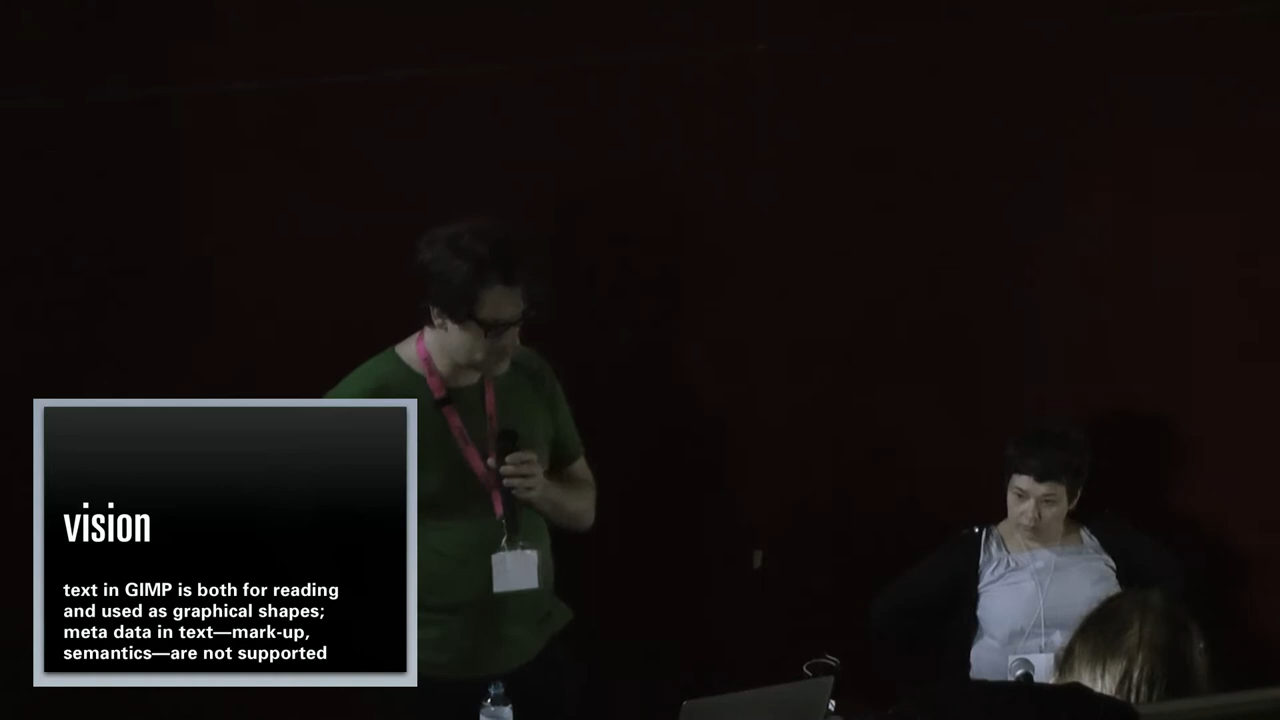 vision
text in GIMP is both for reading
and used as graphical shapes;
meta data in text—mark-up,
semantics—are not supported